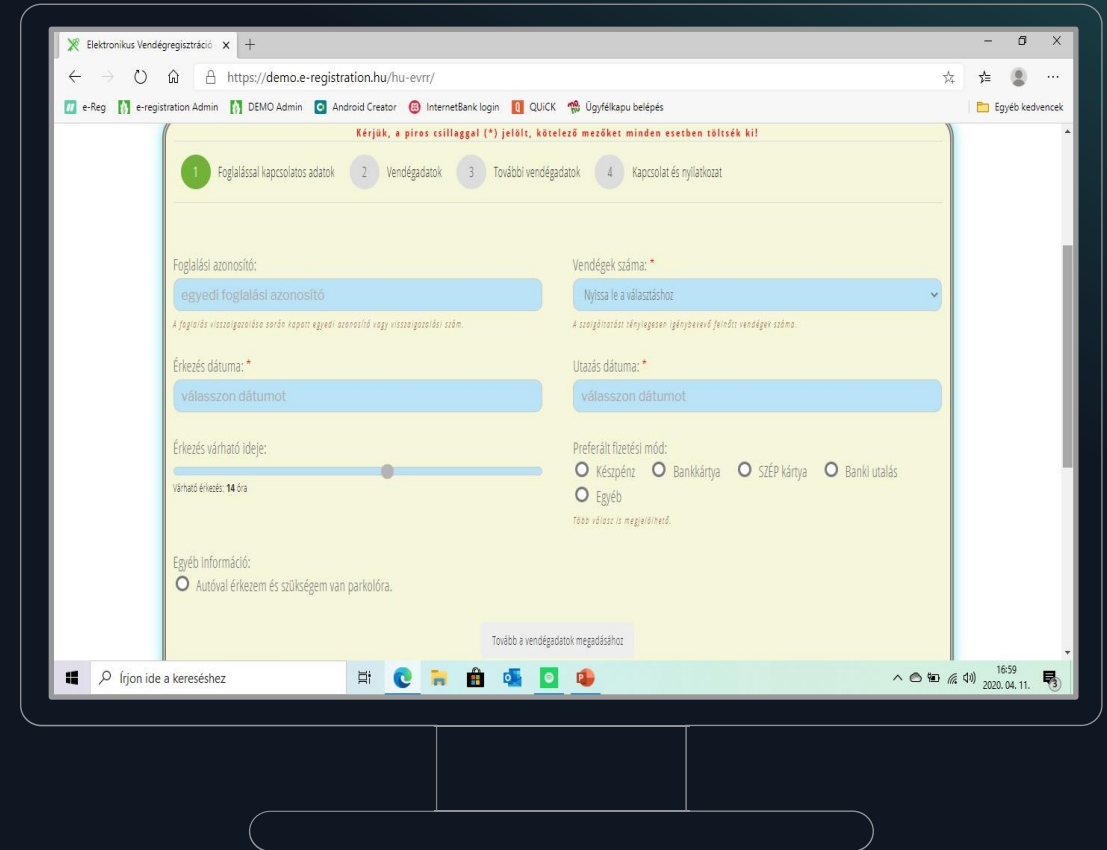 Elektronikus Vendégregisztráció
https://demo.e-registration.hu/hu-evrr/
e-Reg e-registration Admin DEMO Admin Android Creator InternetBank login QUiCK Ügyfélkapu belépés Egyéb kedvencek
Kérjük, a piros csillaggal (*) jelölt, kötelező mezőket minden esetben töltsék ki!
1 Foglalással kapcsolatos adatok 2 Vendégadatok 3 További vendégadatok 4 Kapcsolat és nyilatkozat
Foglalási azonosító: Vendégek száma: *
egyedi foglalási azonosító Nyissa le a választáshoz
A foglalás visszaigazolása során kapott egyedi azonosító vagy visszaigazolási szám. A szolgáltatást ténylegesen igénybevevő felnőtt vendégek száma.
Érkezés dátuma: * Utazás dátuma: *
válasszon dátumot válasszon dátumot
Érkezés várható ideje: Preferált fizetési mód:
Készpénz Bankkártya SZÉP kártya Banki utalás
Várható érkezés: 14 óra
Egyéb
Több válasz is megjelölhető.
Egyéb információ:
Autóval érkezem és szükségem van parkolóra.
Tovább a vendégadatok megadásához
Írjon ide a kereséshez
16:59
2020. 04. 11.
3